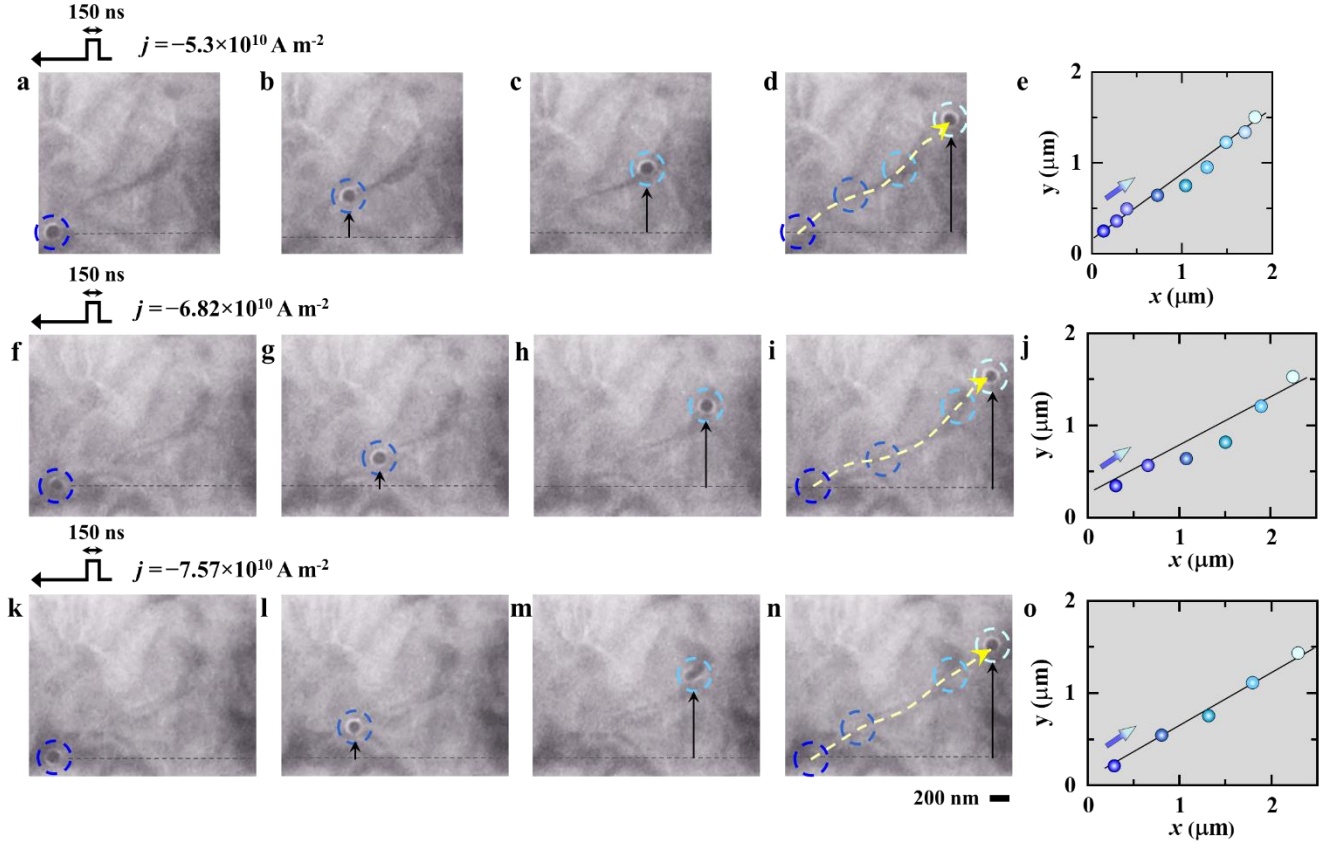 150 ns
j = −5.3×10¹⁰ A m⁻²
a b c d e
2
1
0
y (μm)
0 1 2
x (μm)
150 ns
j = −6.82×10¹⁰ A m⁻²
f g h i j
2
1
0
y (μm)
0 1 2
x (μm)
150 ns
j = −7.57×10¹⁰ A m⁻²
k l m n o
2
1
0
y (μm)
0 1 2
x (μm)
200 nm